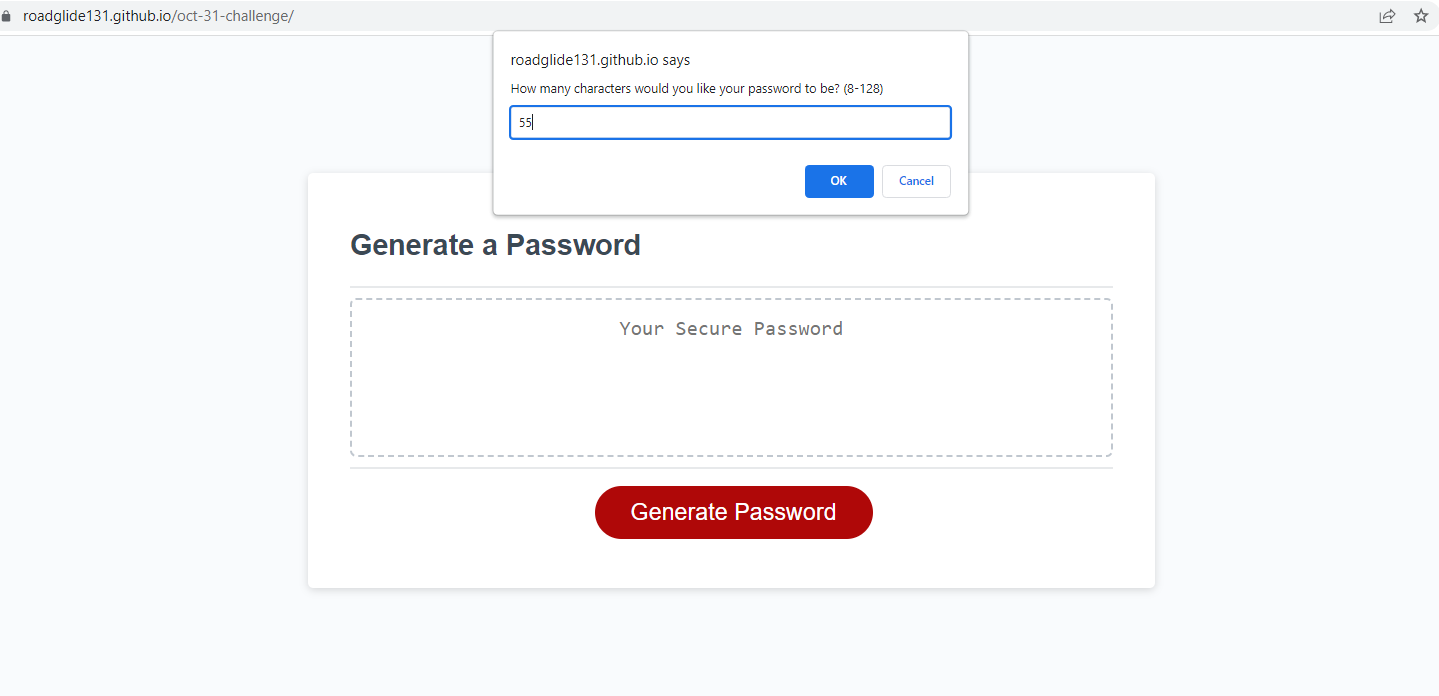 roadglide131.github.io/oct-31-challenge/
roadglide131.github.io says
How many characters would you like your password to be? (8-128)
55
OK Cancel
Generate a Password
Your Secure Password
Generate Password